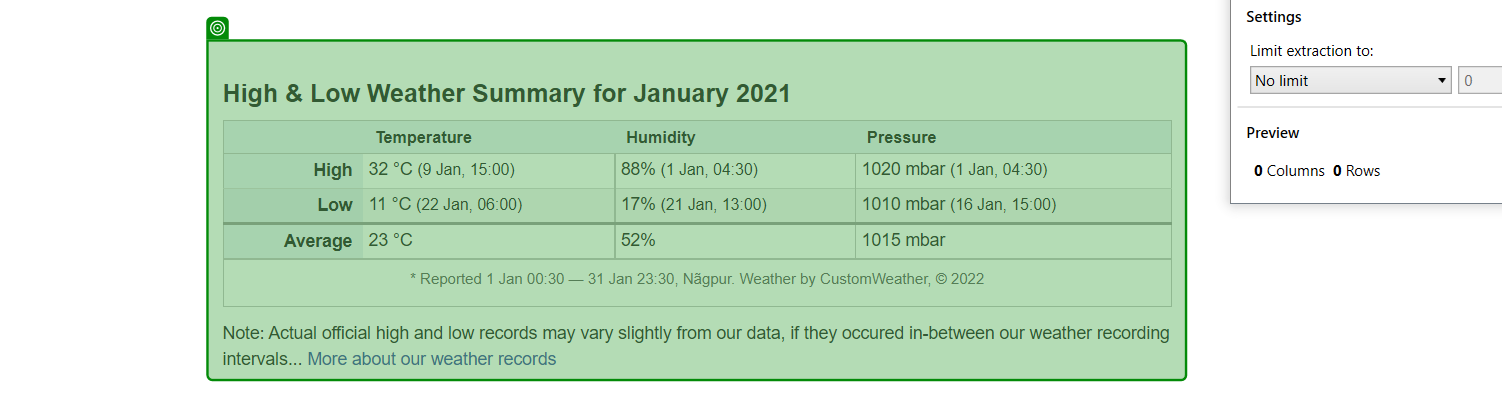 Settings
Limit extraction to:
No limit 0
Preview
0 Columns 0 Rows
High & Low Weather Summary for January 2021
Temperature Humidity Pressure
High 32 °C (9 Jan, 15:00) 88% (1 Jan, 04:30) 1020 mbar (1 Jan, 04:30)
Low 11 °C (22 Jan, 06:00) 17% (21 Jan, 13:00) 1010 mbar (16 Jan, 15:00)
Average 23 °C 52% 1015 mbar
* Reported 1 Jan 00:30 — 31 Jan 23:30, Nāgpur. Weather by CustomWeather, © 2022
Note: Actual official high and low records may vary slightly from our data, if they occured in-between our weather recording
intervals... More about our weather records